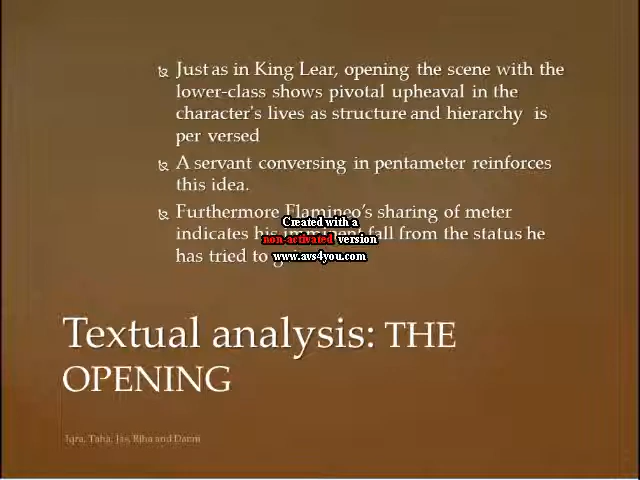 Just as in King Lear, opening the scene with the
lower-class shows pivotal upheaval in the
character's lives as structure and hierarchy is
per versed
A servant conversing in pentameter reinforces
this idea.
Furthermore Flamineo's sharing of meter
indicates his imminent fall from the status he
has tried to
Created with a
non-activated version
www.avs4you.com
Textual analysis: THE
OPENING
Iqra, Taha, Jas, and